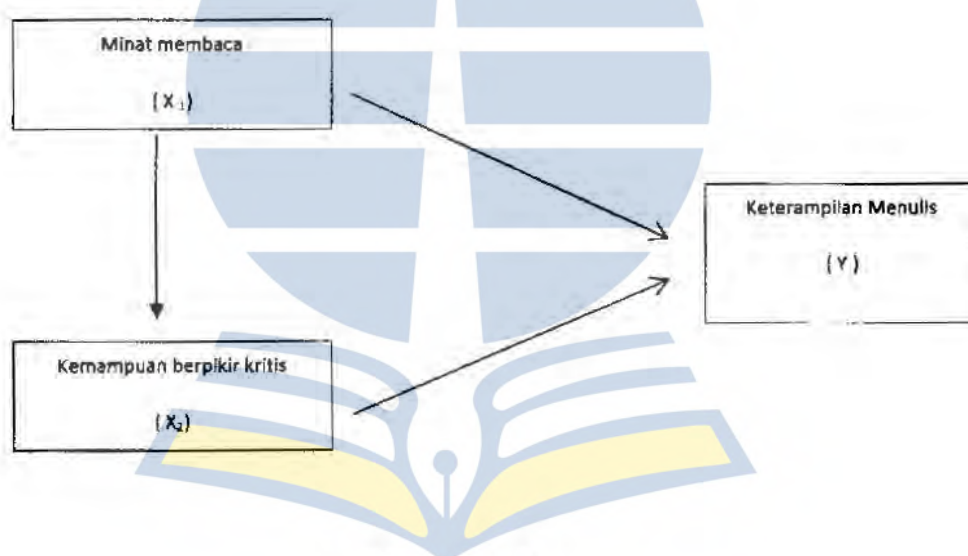 Minat membaca
(X1)
Keterampilan Menulis
(Y)
Kemampuan berpikir kritis
(X2)